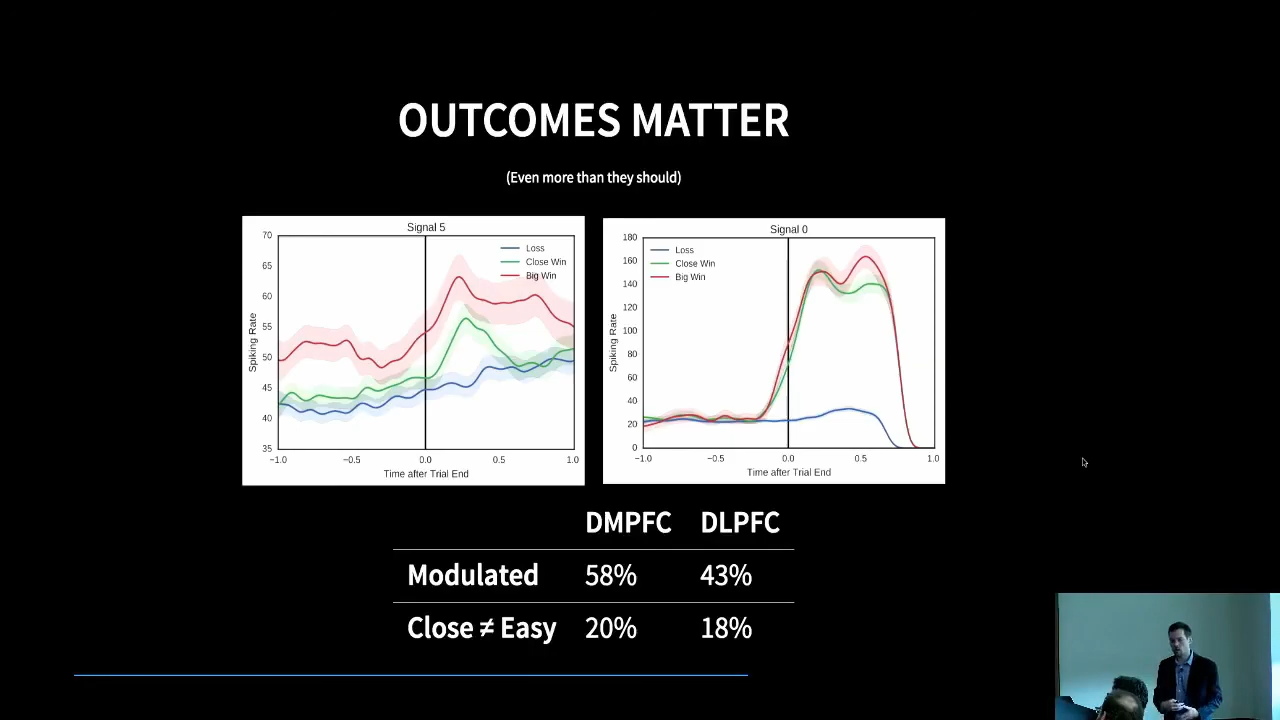 OUTCOMES MATTER
(Even more than they should)
Signal 5
70
65
60
55
50
45
40
35
Spiking Rate
Loss
Close Win
Big Win
−1.0
−0.5
0.0
0.5
1.0
Time after Trial End
Signal 0
180
160
140
120
100
80
60
40
20
0
Spiking Rate
Loss
Close Win
Big Win
−1.0
−0.5
0.0
0.5
1.0
Time after Trial End
DMPFC DLPFC
Modulated 58% 43%
Close ≠ Easy 20% 18%